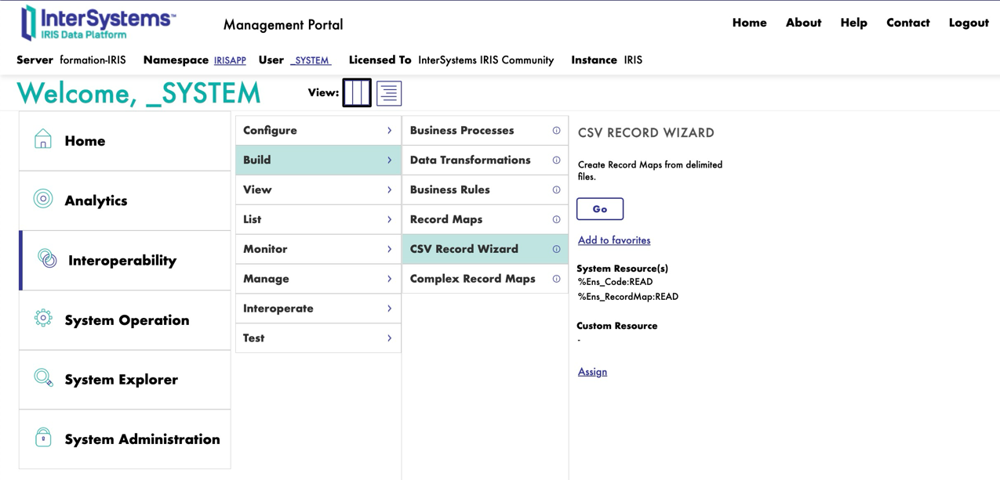 InterSystems™
IRIS Data Platform
Management Portal
Home About Help Contact Logout
Server formation-IRIS Namespace IRISAPP User _SYSTEM Licensed To InterSystems IRIS Community Instance IRIS
Welcome, _SYSTEM
View:
Home
Analytics
Interoperability
System Operation
System Explorer
System Administration
Configure
Build
View
List
Monitor
Manage
Interoperate
Test
Business Processes
Data Transformations
Business Rules
Record Maps
CSV Record Wizard
Complex Record Maps
CSV RECORD WIZARD
Create Record Maps from delimited
files.
Go
Add to favorites
System Resource(s)
%Ens_Code:READ
%Ens_RecordMap:READ
Custom Resource
-
Assign